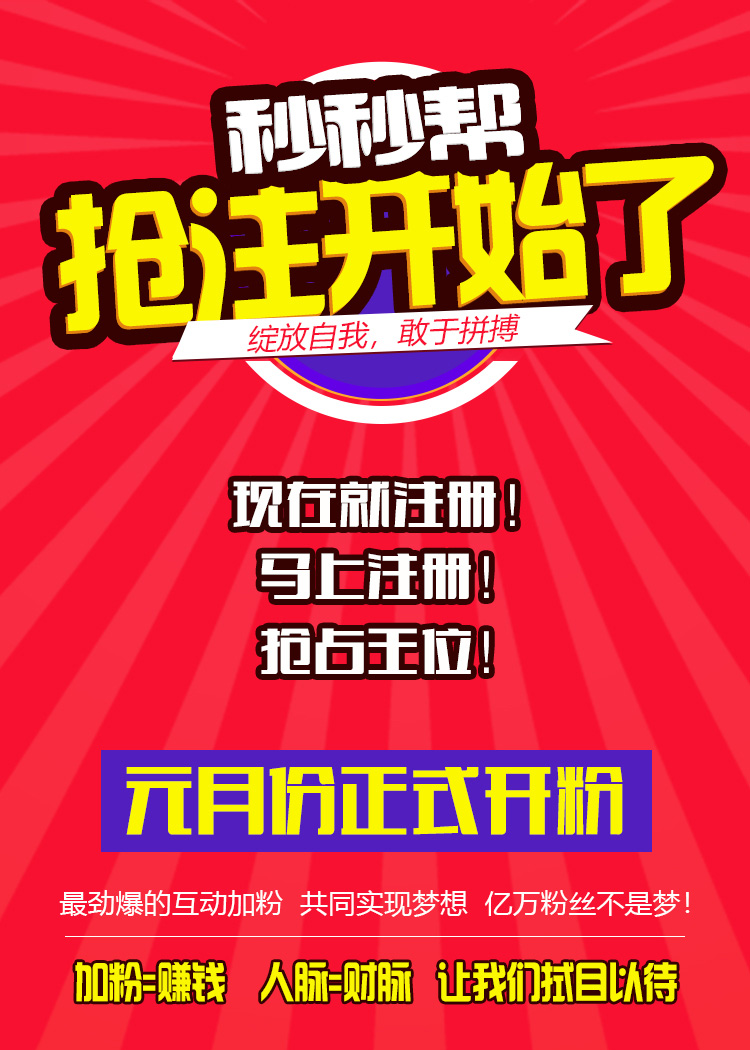 秒秒帮
抢注开始了
绽放自我，敢于拼搏
现在就注册！
马上注册！
抢占王位！
元月份正式开粉
最劲爆的互动加粉 共同实现梦想 亿万粉丝不是梦！
加粉=赚钱 人脉=财脉 让我们拭目以待